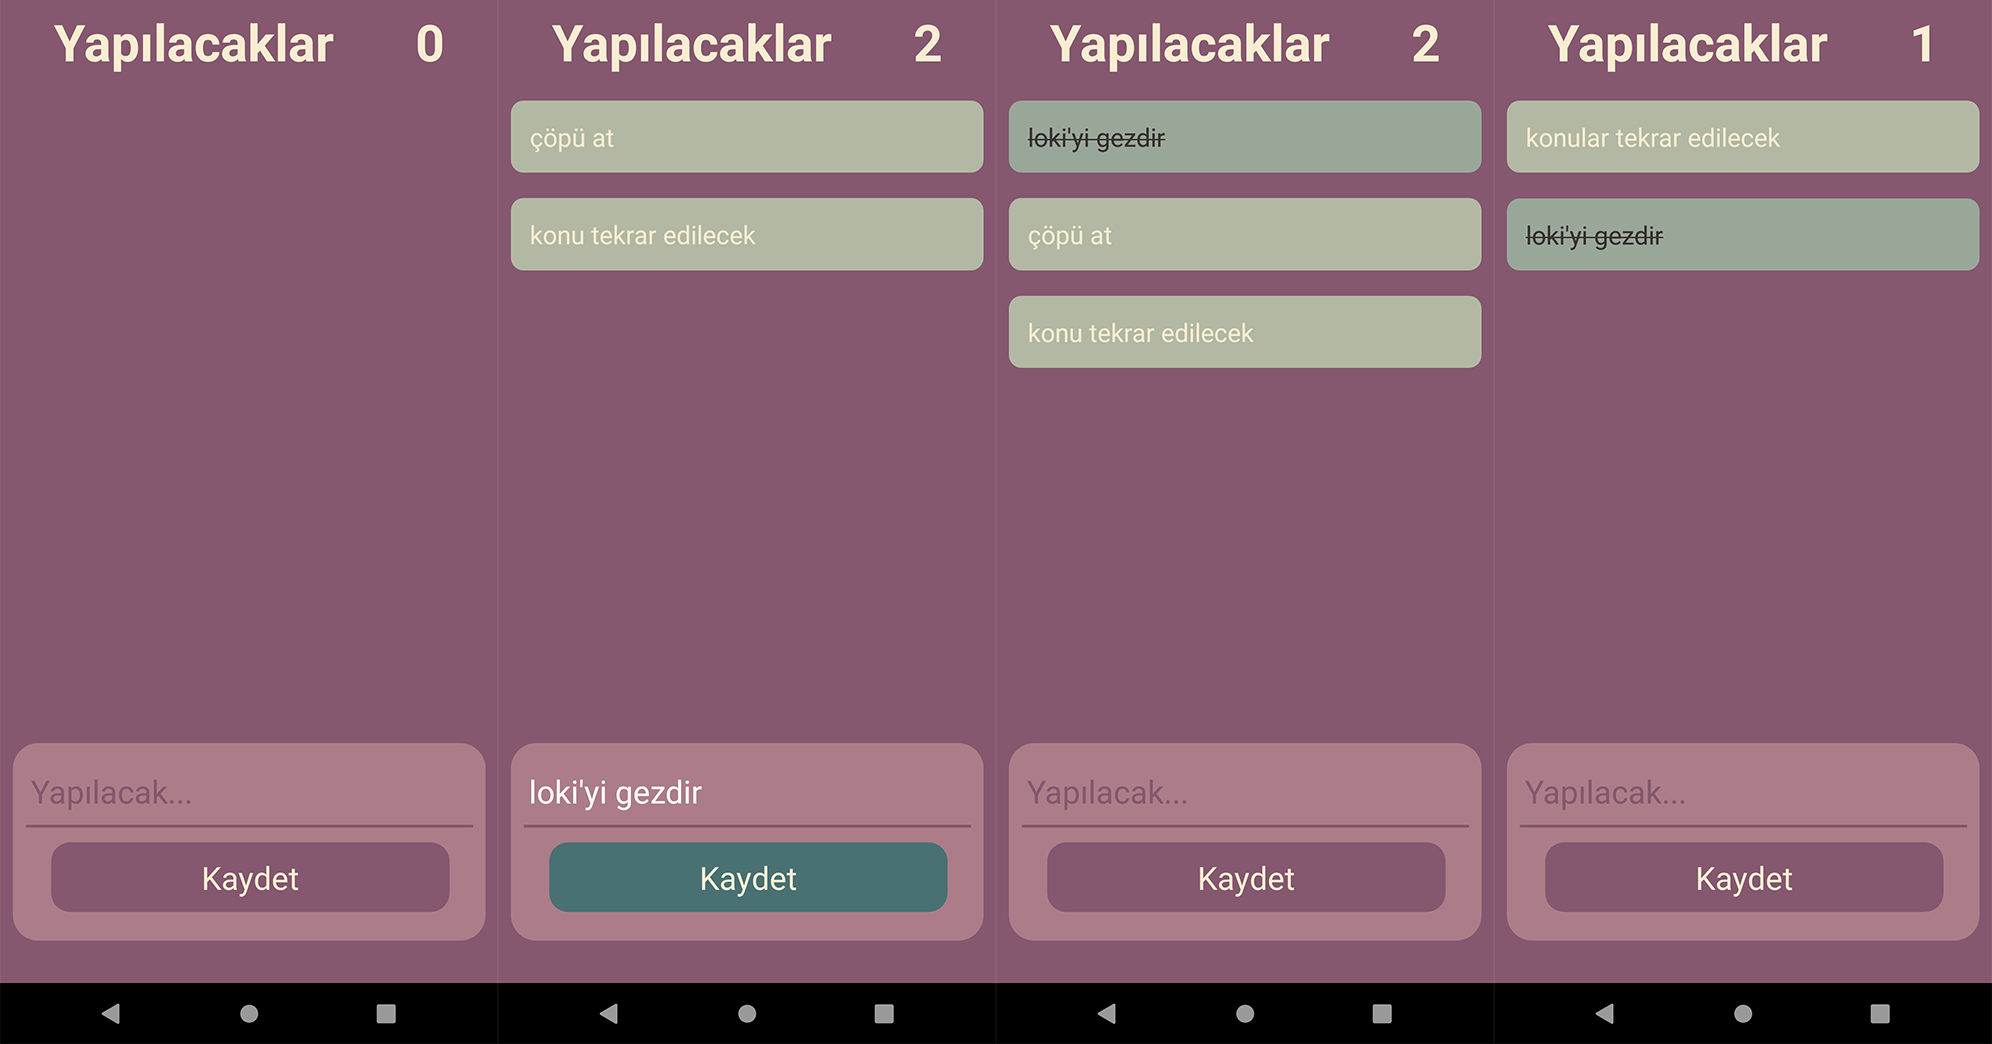 Yapılacaklar 0
Yapılacak...
Kaydet
Yapılacaklar 2
çöpü at
konu tekrar edilecek
loki'yi gezdir
Kaydet
Yapılacaklar 2
loki'yi gezdir
çöpü at
konu tekrar edilecek
Yapılacak...
Kaydet
Yapılacaklar 1
konular tekrar edilecek
loki'yi gezdir
Yapılacak...
Kaydet